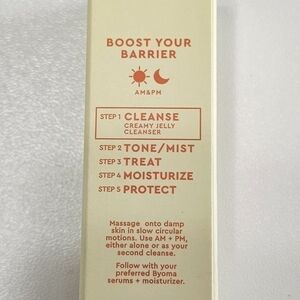 BOOST YOUR
BARRIER
AM&PM
STEP 1 CLEANSE
CREAMY JELLY
CLEANSER
STEP 2 TONE/MIST
STEP 3 TREAT
STEP 4 MOISTURIZE
STEP 5 PROTECT
Massage onto damp
skin in slow circular
motions. Use AM + PM,
either alone or as your
second cleanse.
Follow with your
preferred Byoma
serums + moisturizer.